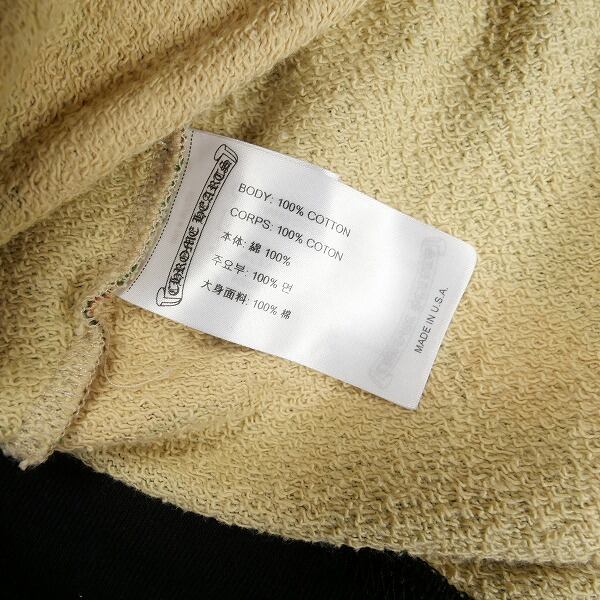 CHROME HEARTS
BODY: 100% COTTON
CORPS: 100% COTON
本体: 綿 100%
주요부: 100% 면
大身面料: 100% 棉
MADE IN U.S.A.